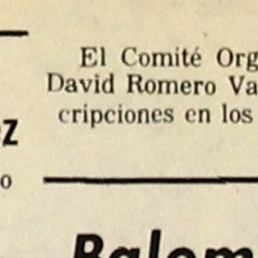 El Comité Org
David Romero Va
cripciones en los
z
o
Balom